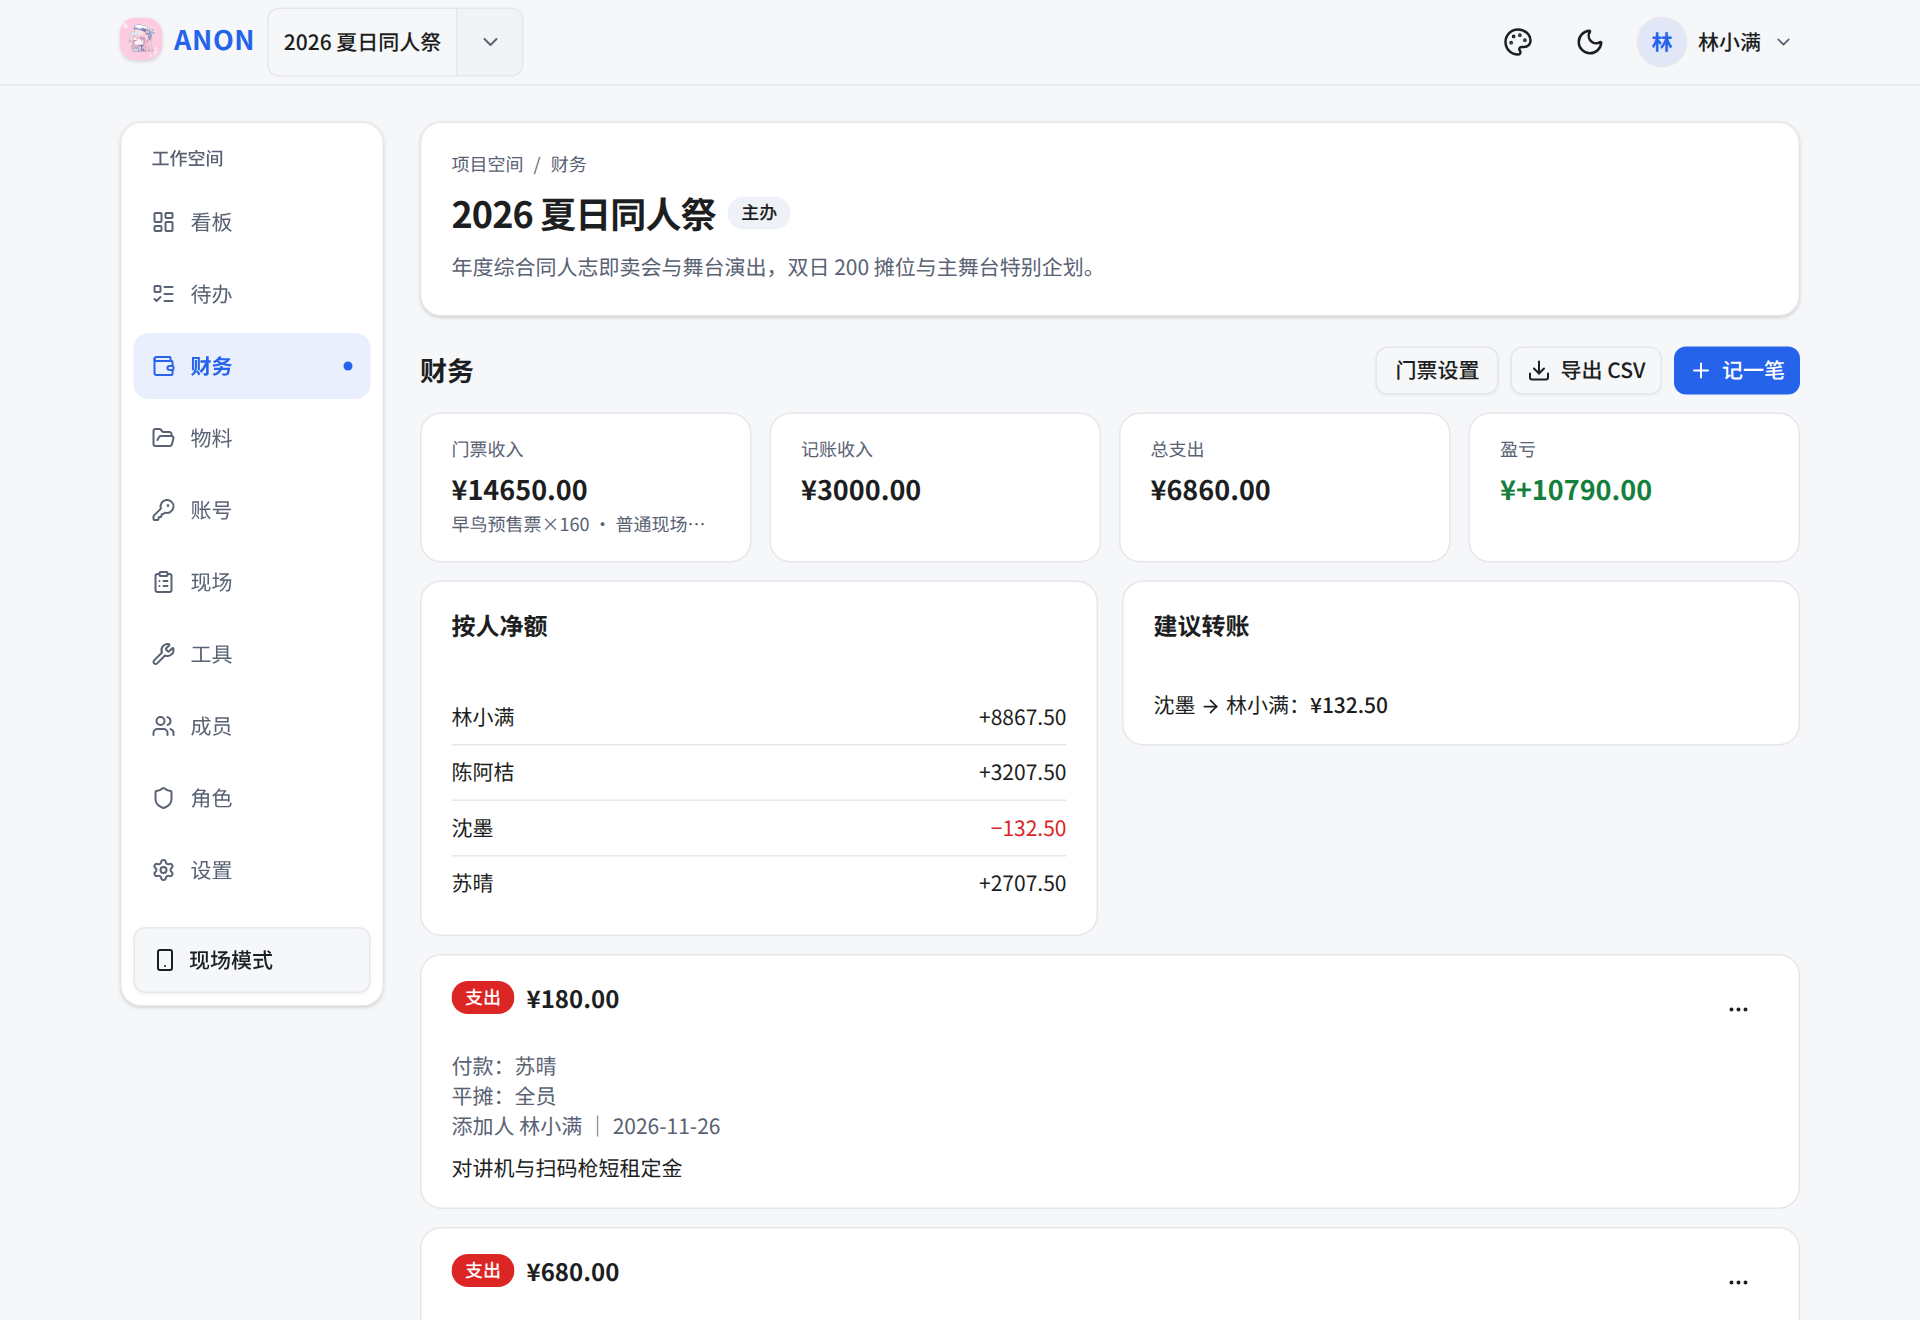 ANON
2026 夏日同人祭
林
林小满
工作空间
看板
待办
财务
物料
账号
现场
工具
成员
角色
设置
现场模式
项目空间 / 财务
2026 夏日同人祭 主办
年度综合同人志即卖会与舞台演出，双日 200 摊位与主舞台特别企划。
财务
门票设置
导出 CSV
记一笔
门票收入
¥14650.00
早鸟预售票×160 · 普通现场…
记账收入
¥3000.00
总支出
¥6860.00
盈亏
¥+10790.00
按人净额
林小满 +8867.50
陈阿桔 +3207.50
沈墨 −132.50
苏晴 +2707.50
建议转账
沈墨 → 林小满：¥132.50
支出 ¥180.00
付款：苏晴
平摊：全员
添加人 林小满 | 2026-11-26
对讲机与扫码枪短租定金
支出 ¥680.00